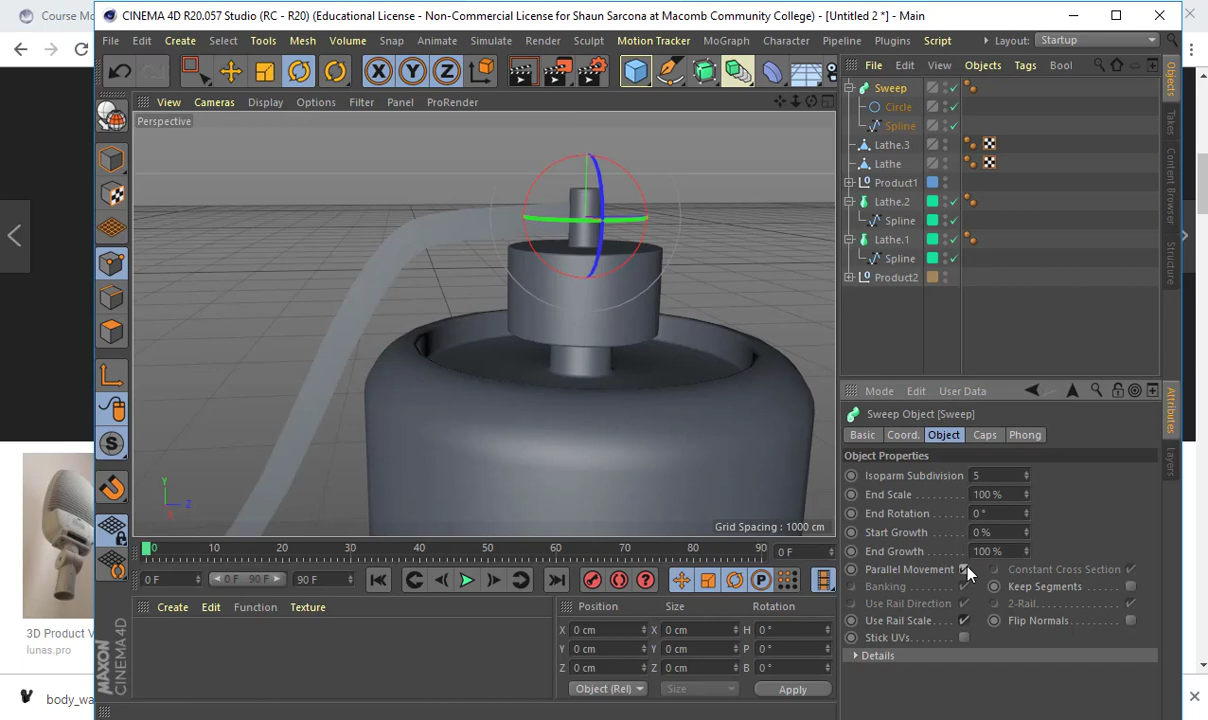 Course Mo
CINEMA 4D R20.057 Studio (RC - R20) (Educational License - Non-Commercial License for Shaun Sarcona at Macomb Community College) - [Untitled 2 *] - Main
File Edit Create Select Tools Mesh Volume Snap Animate Simulate Render Sculpt Motion Tracker MoGraph Character Pipeline Plugins Script Layout: Startup
X Y Z
View Cameras Display Options Filter Panel ProRender
Perspective
Y
Z
X
Grid Spacing : 1000 cm
File Edit View Objects Tags Bool
Sweep
Circle
Spline
Lathe.3
Lathe
Product1
Lathe.2
Spline
Lathe.1
Spline
Product2
Objects
Takes
Content Browser
Structure
Attributes
Layers
Mode Edit User Data
Sweep Object [Sweep]
Basic Coord. Object Caps Phong
Object Properties
Isoparm Subdivision 5
End Scale 100 %
End Rotation 0 °
Start Growth 0 %
End Growth 100 %
Parallel Movement Constant Cross Section
Banking Keep Segments
Use Rail Direction 2-Rail
Use Rail Scale Flip Normals
Stick UVs
Details
0 10 20 30 40 50 60 70 80 90 0 F
0 F 0 F 90 F 90 F
P
S
Create Edit Function Texture
Position Size Rotation
X 0 cm X 0 cm H 0 °
Y 0 cm Y 0 cm P 0 °
Z 0 cm Z 0 cm B 0 °
Object (Rel) Size Apply
MAXON
CINEMA 4D
3D Product V
lunas.pro
body_wa